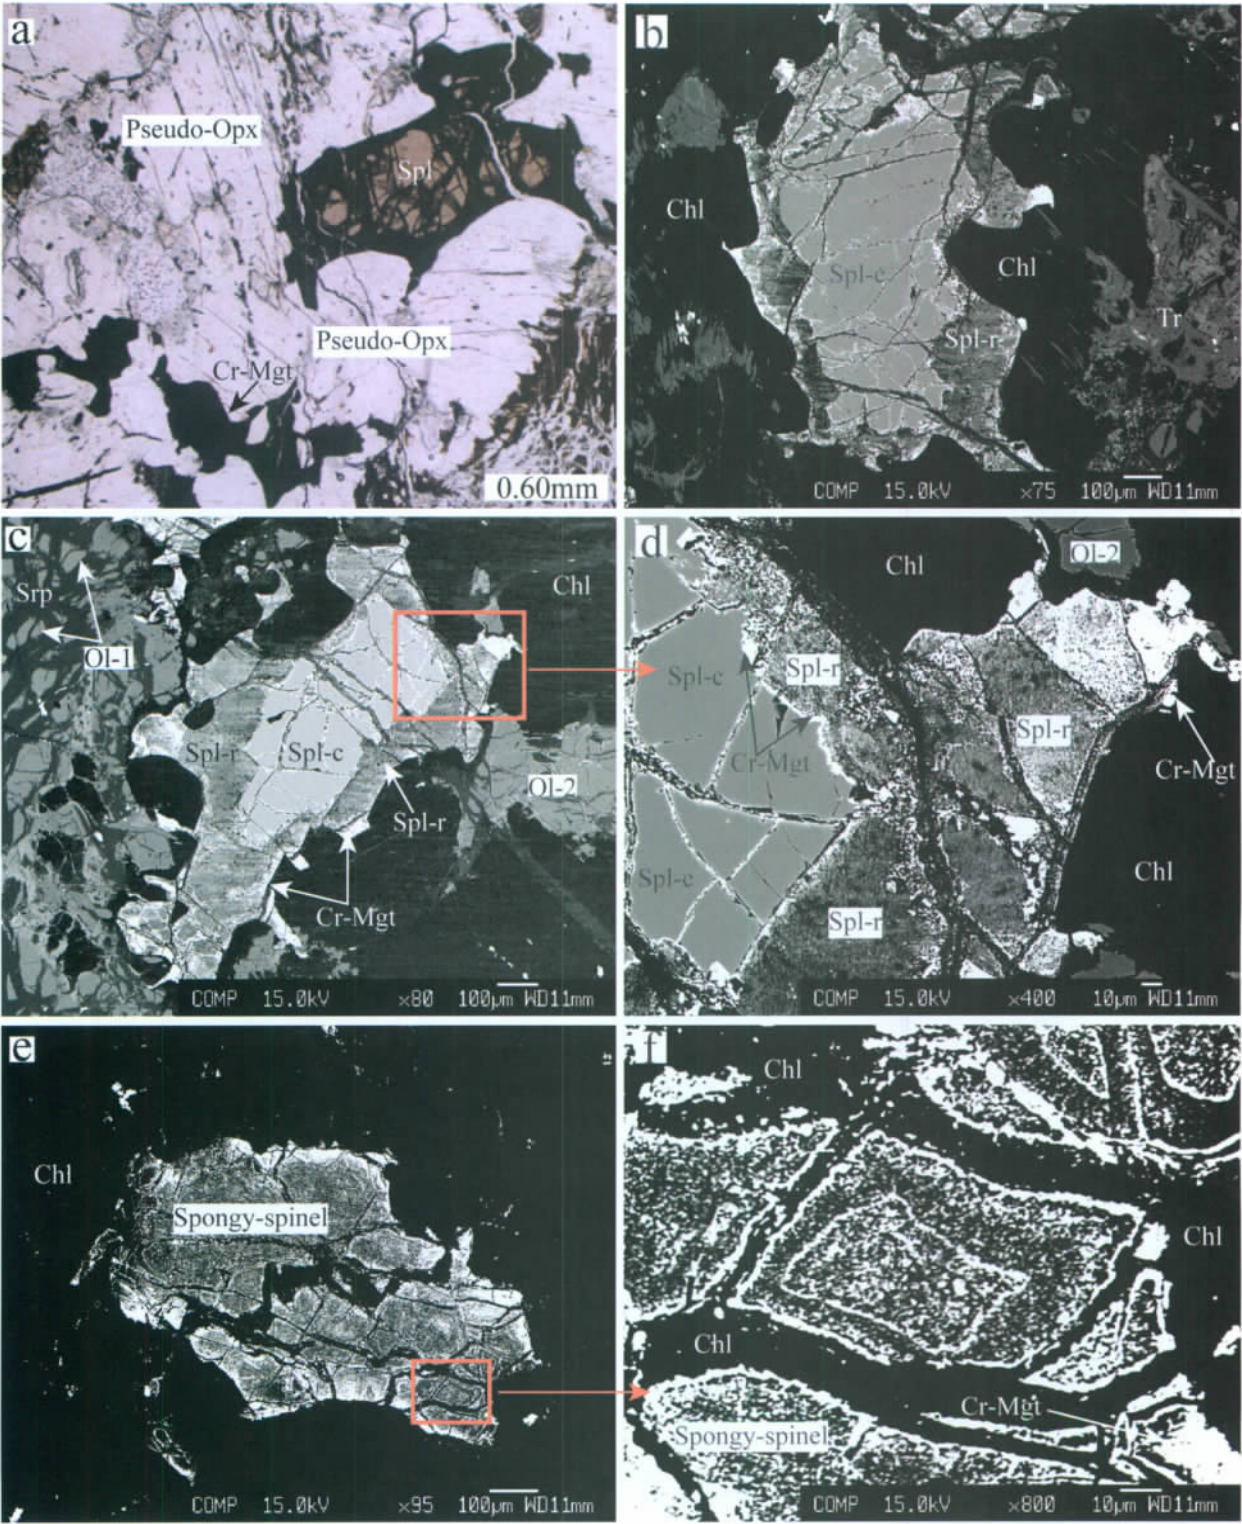 a
Pseudo-Opx
Spl
Pseudo-Opx
Cr-Mgt
0.60mm
b
Chl
Spl-c
Chl
Spl-r
Tr
COMP 15.0kV ×75 100μm WD11mm
c
Srp
Ol-1
Chl
Spl-r
Spl-c
Ol-2
Spl-r
Cr-Mgt
COMP 15.0kV ×80 100μm WD11mm
d
Chl
Ol-2
Spl-c
Spl-r
Spl-r
Cr-Mgt
Cr-Mgt
Spl-c
Chl
Spl-r
COMP 15.0kV ×400 10μm WD11mm
e
Chl
Spongy-spinel
COMP 15.0kV ×95 100μm WD11mm
f
Chl
Chl
Chl
Cr-Mgt
Spongy-spinel
COMP 15.0kV ×800 10μm WD11mm